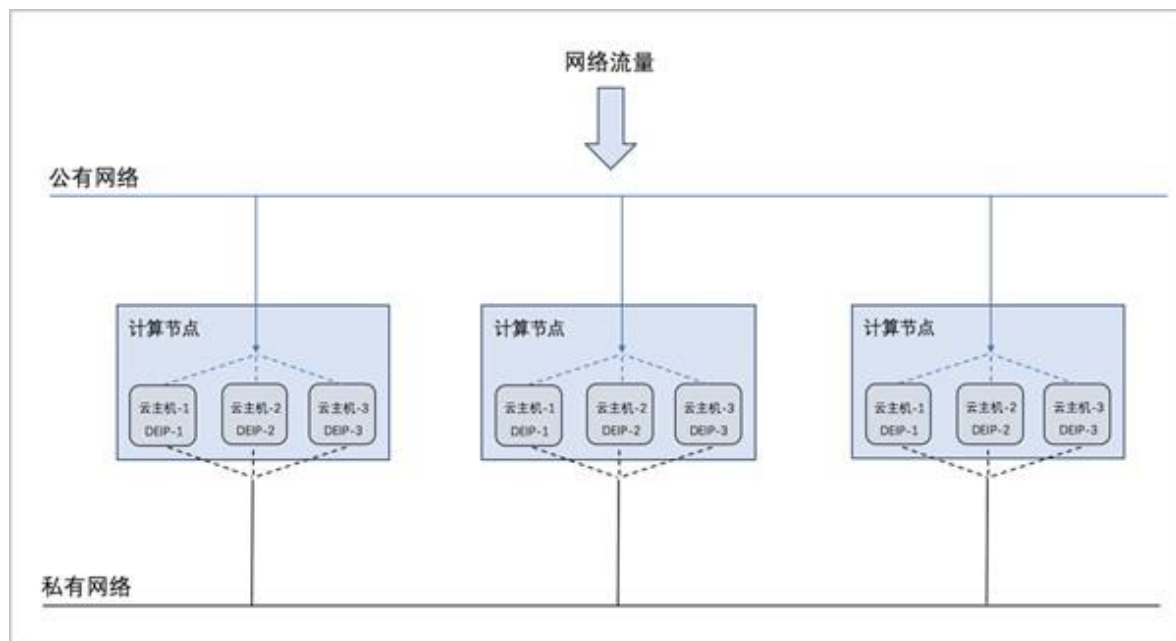 网络流量
公有网络
计算节点
计算节点
计算节点
云主机-1
DEIP-1
云主机-2
DEIP-2
云主机-3
DEIP-3
云主机-1
DEIP-1
云主机-2
DEIP-2
云主机-3
DEIP-3
云主机-1
DEIP-1
云主机-2
DEIP-2
云主机-3
DEIP-3
私有网络